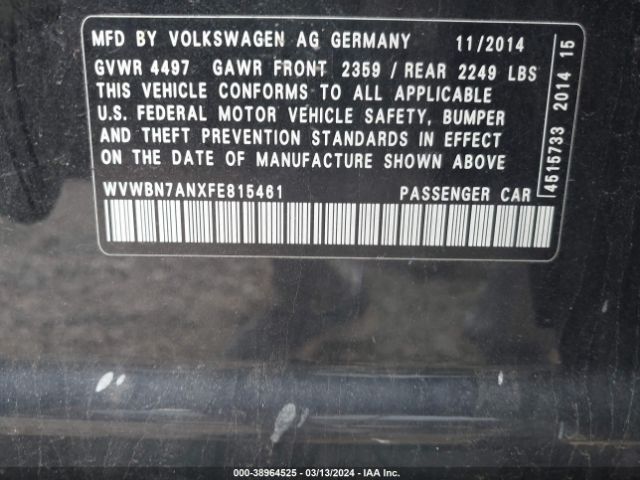 MFD BY VOLKSWAGEN AG GERMANY 11/2014
GVWR 4497 GAWR FRONT 2359 / REAR 2249 LBS
THIS VEHICLE CONFORMS TO ALL APPLICABLE
U.S. FEDERAL MOTOR VEHICLE SAFETY, BUMPER
AND THEFT PREVENTION STANDARDS IN EFFECT
ON THE DATE OF MANUFACTURE SHOWN ABOVE
WVWBN7ANXFE815461 PASSENGER CAR
4515733 2014 15
000-38964525 - 03/13/2024 - IAA Inc.